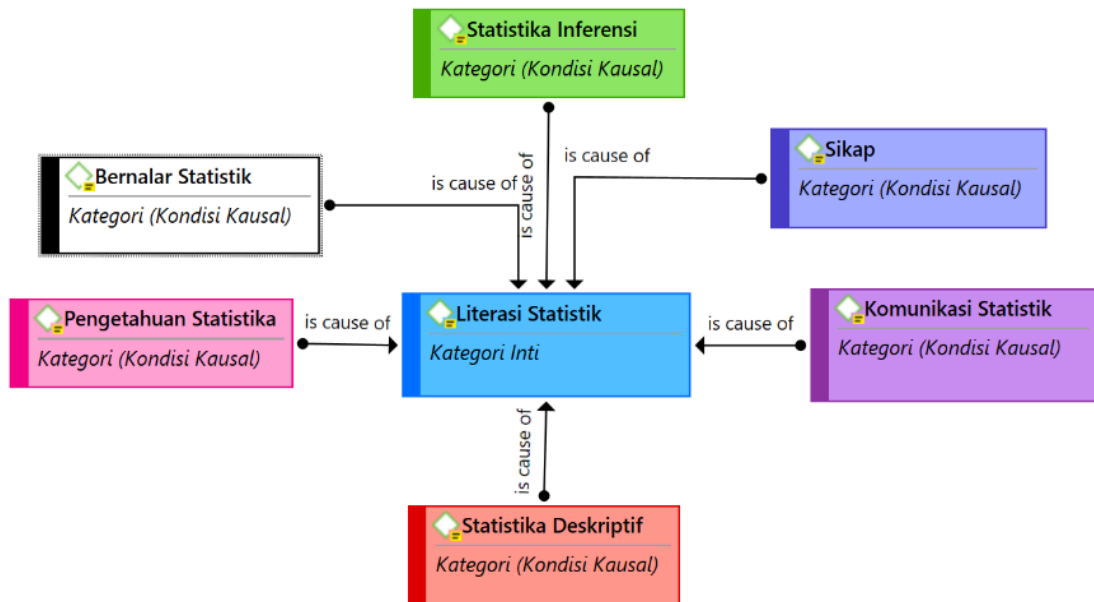 Statistika Inferensi
Kategori (Kondisi Kausal)
Bernalar Statistik
Kategori (Kondisi Kausal)
is cause of
is cause of
is cause of
Sikap
Kategori (Kondisi Kausal)
Pengetahuan Statistika
Kategori (Kondisi Kausal)
is cause of
Literasi Statistik
Kategori Inti
is cause of
Komunikasi Statistik
Kategori (Kondisi Kausal)
is cause of
Statistika Deskriptif
Kategori (Kondisi Kausal)